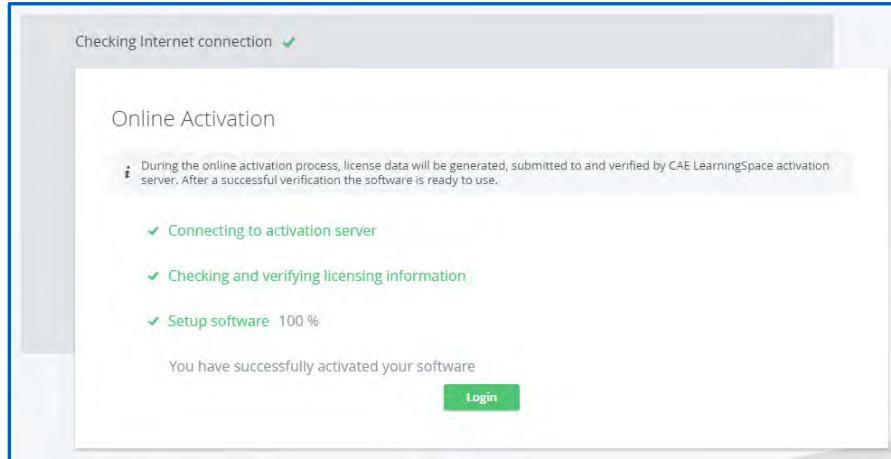 Checking Internet connection
Online Activation
During the online activation process, license data will be generated, submitted to and verified by CAE LearningSpace activation
server. After a successful verification the software is ready to use.
Connecting to activation server
Checking and verifying licensing information
Setup software 100 %
You have successfully activated your software
Login